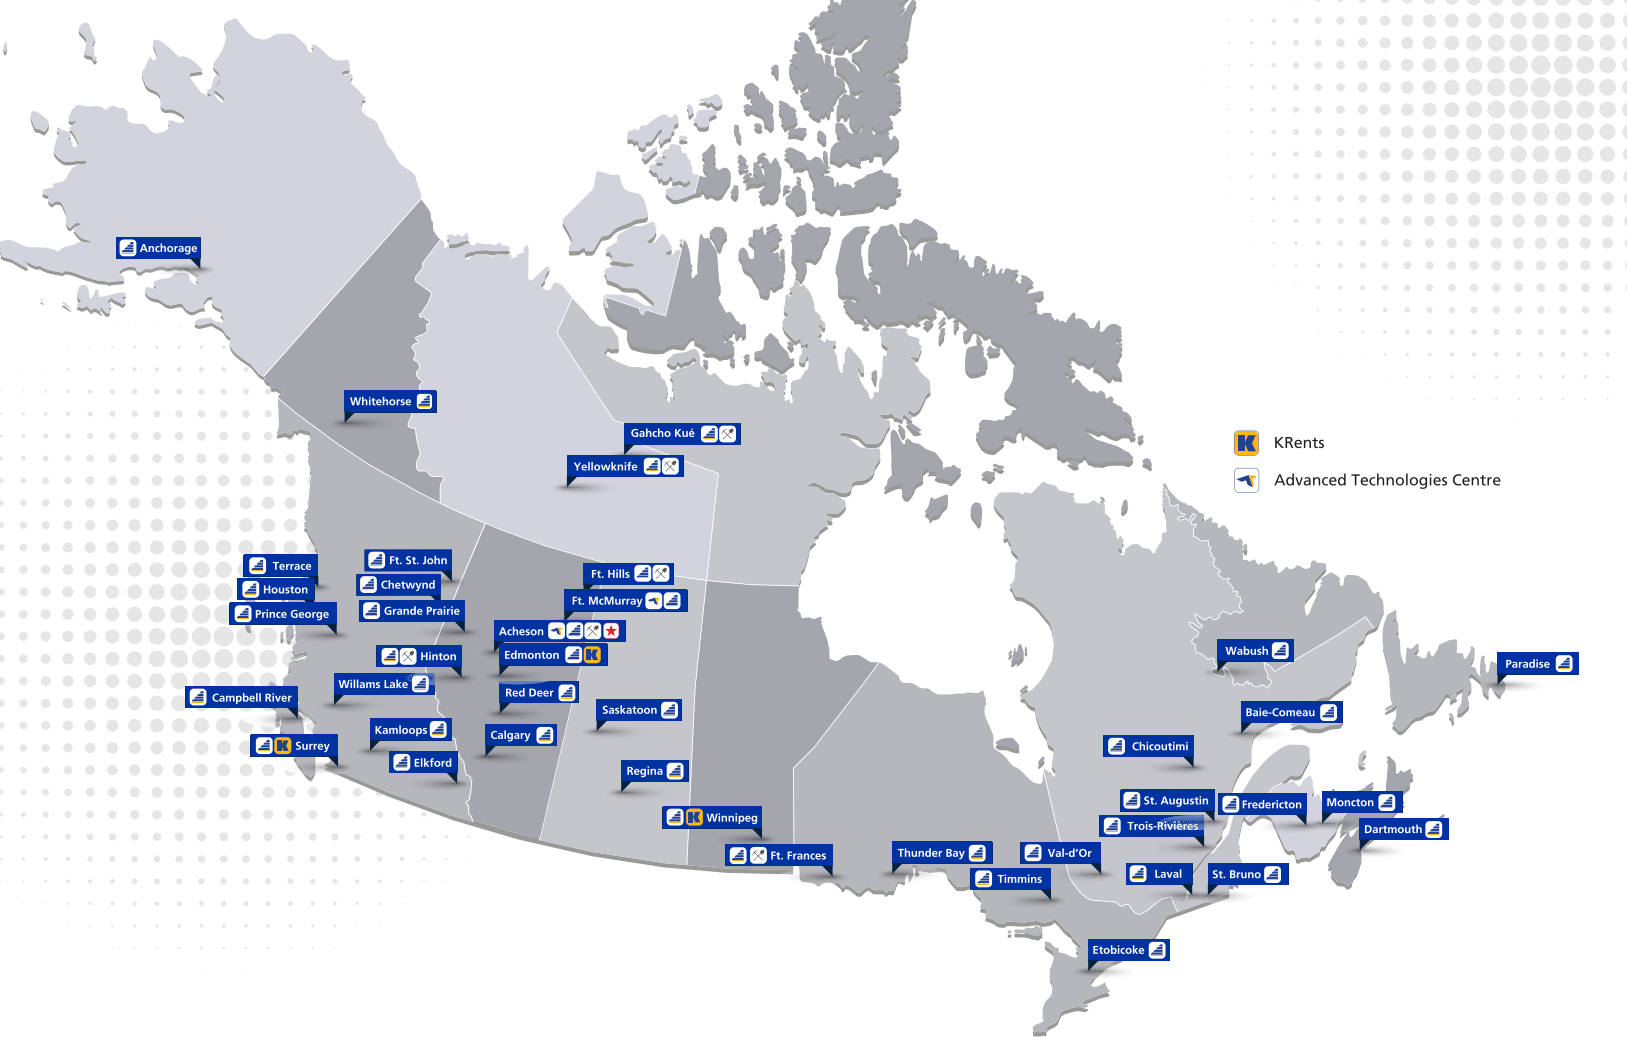 Anchorage
Whitehorse
Gahcho Kué
KRents
Yellowknife
Advanced Technologies Centre
Ft. St. John
Terrace
Ft. Hills
Chetwynd
Houston
Ft. McMurray
Grande Prairie
Prince George
Acheson
Wabush
Edmonton
Hinton
Paradise
Willams Lake
Red Deer
Campbell River
Saskatoon
Baie-Comeau
Kamloops
Calgary
Surrey
Chicoutimi
Elkford
Regina
St. Augustin
Fredericton
Moncton
Winnipeg
Trois-Rivières
Dartmouth
Ft. Frances
Thunder Bay
Val-d'Or
Laval
St. Bruno
Timmins
Etobicoke